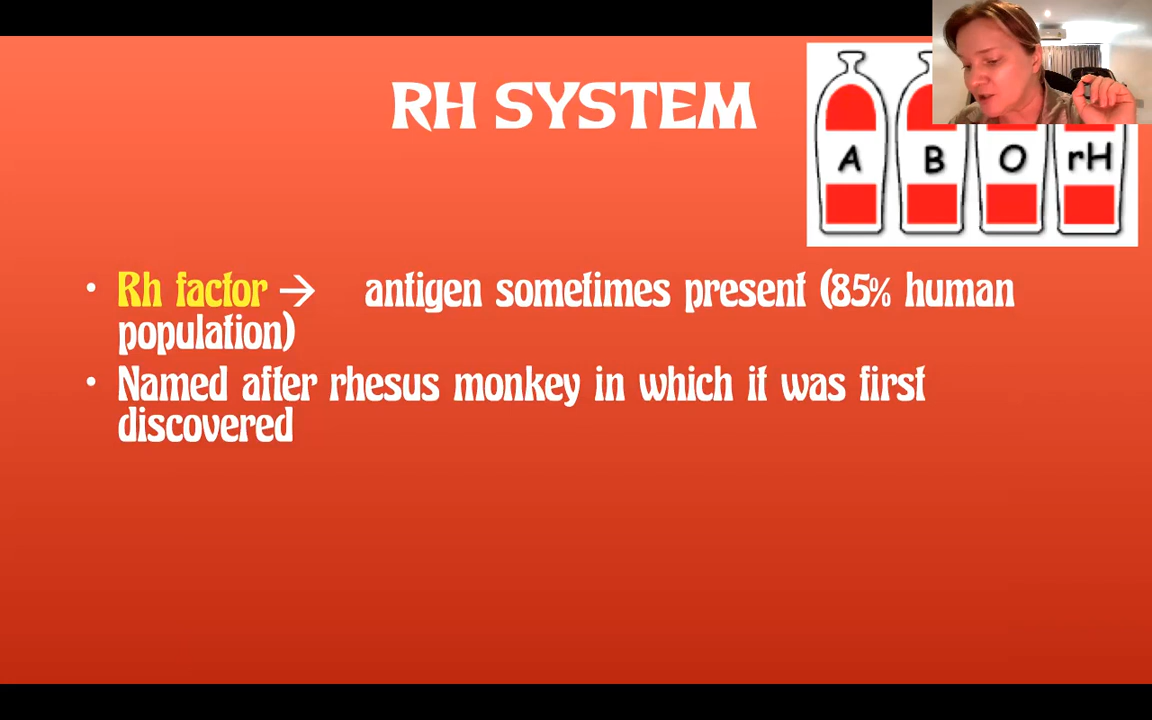 RH SYSTEM
A B O rH
• Rh factor → antigen sometimes present (85% human
population)
• Named after rhesus monkey in which it was first
discovered